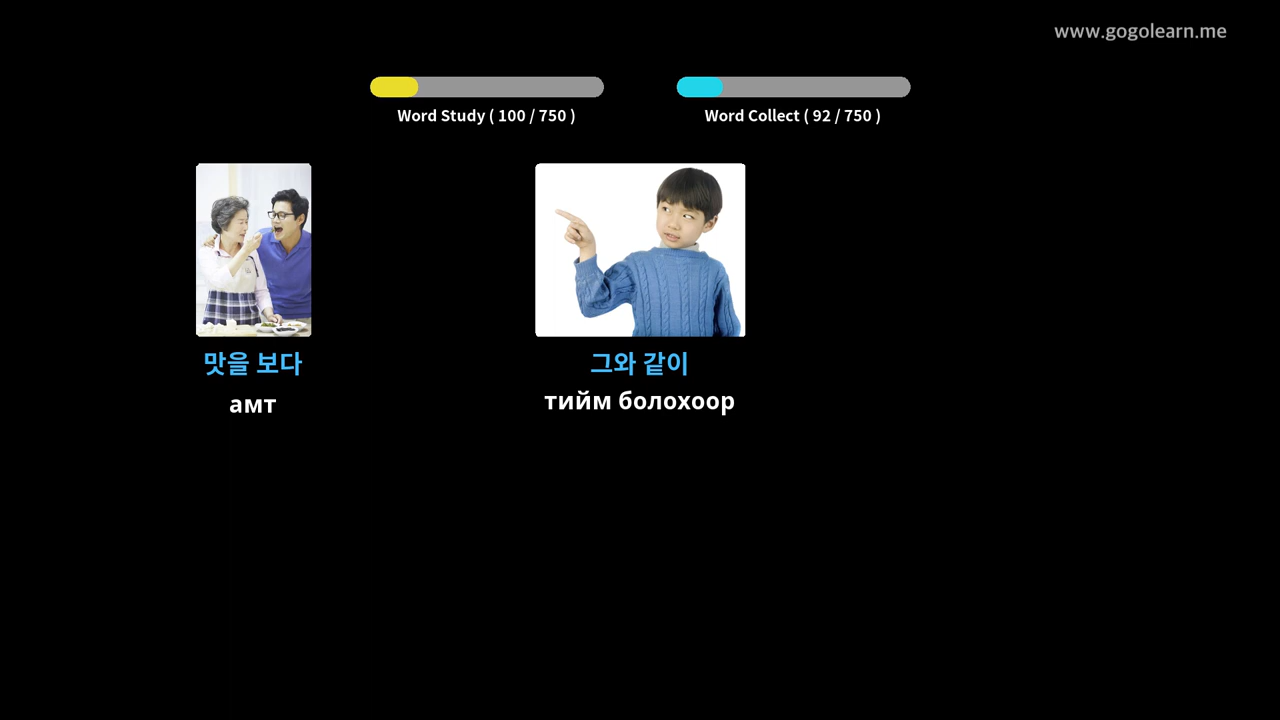 www.gogolearn.me
Word Study ( 100 / 750 )
Word Collect ( 92 / 750 )
맛을 보다
амт
그와 같이
тийм болохоор